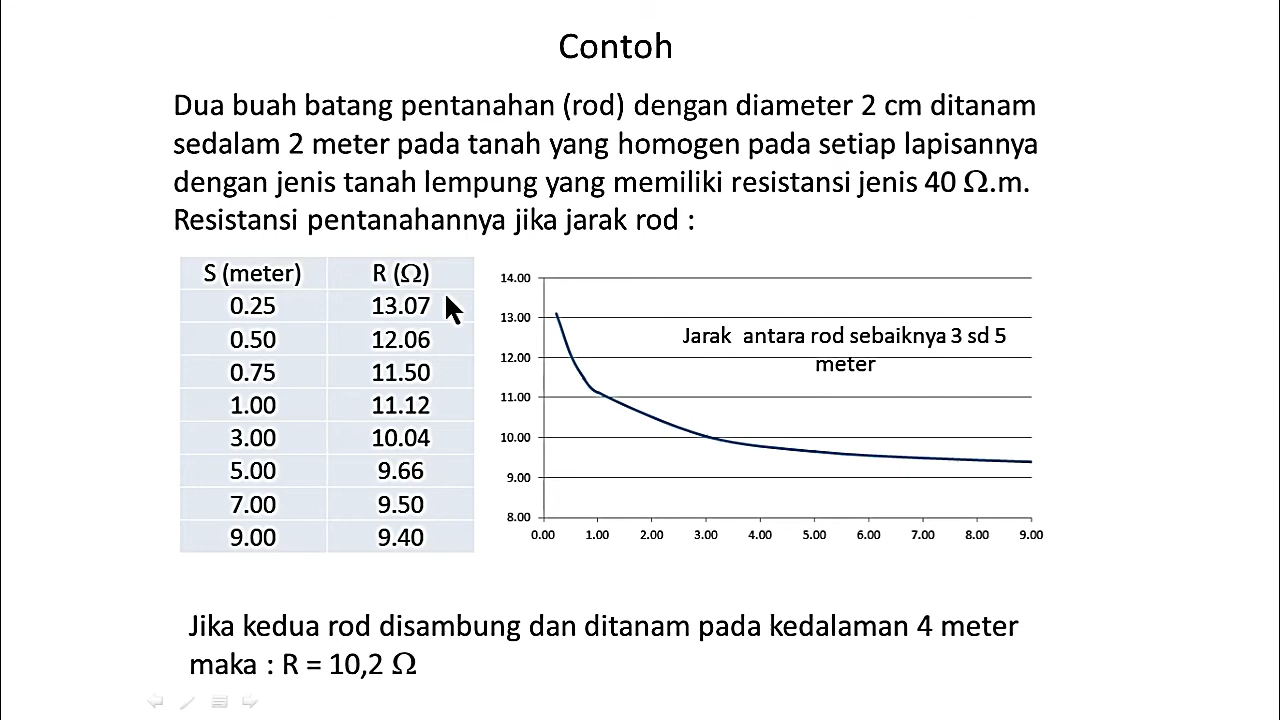 Contoh
Dua buah batang pentanahan (rod) dengan diameter 2 cm ditanam
sedalam 2 meter pada tanah yang homogen pada setiap lapisannya
dengan jenis tanah lempung yang memiliki resistansi jenis 40 Ω.m.
Resistansi pentanahannya jika jarak rod :
S (meter) R (Ω)
0.25 13.07
0.50 12.06
0.75 11.50
1.00 11.12
3.00 10.04
5.00 9.66
7.00 9.50
9.00 9.40
14.00
13.00
12.00
11.00
10.00
9.00
8.00
Jarak antara rod sebaiknya 3 sd 5
meter
0.00 1.00 2.00 3.00 4.00 5.00 6.00 7.00 8.00 9.00
Jika kedua rod disambung dan ditanam pada kedalaman 4 meter
maka : R = 10,2 Ω